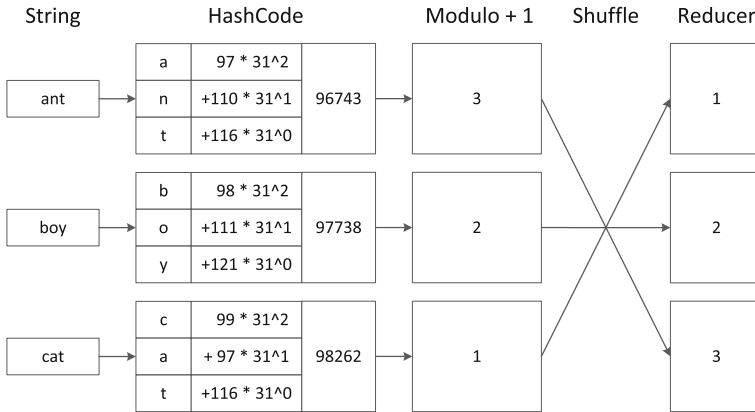 String HashCode Modulo + 1 Shuffle Reducer
a 97 * 31^2
ant n +110 * 31^1 96743 3 1
t +116 * 31^0
b 98 * 31^2
boy o +111 * 31^1 97738 2 2
y +121 * 31^0
c 99 * 31^2
cat a + 97 * 31^1 98262 1 3
t +116 * 31^0